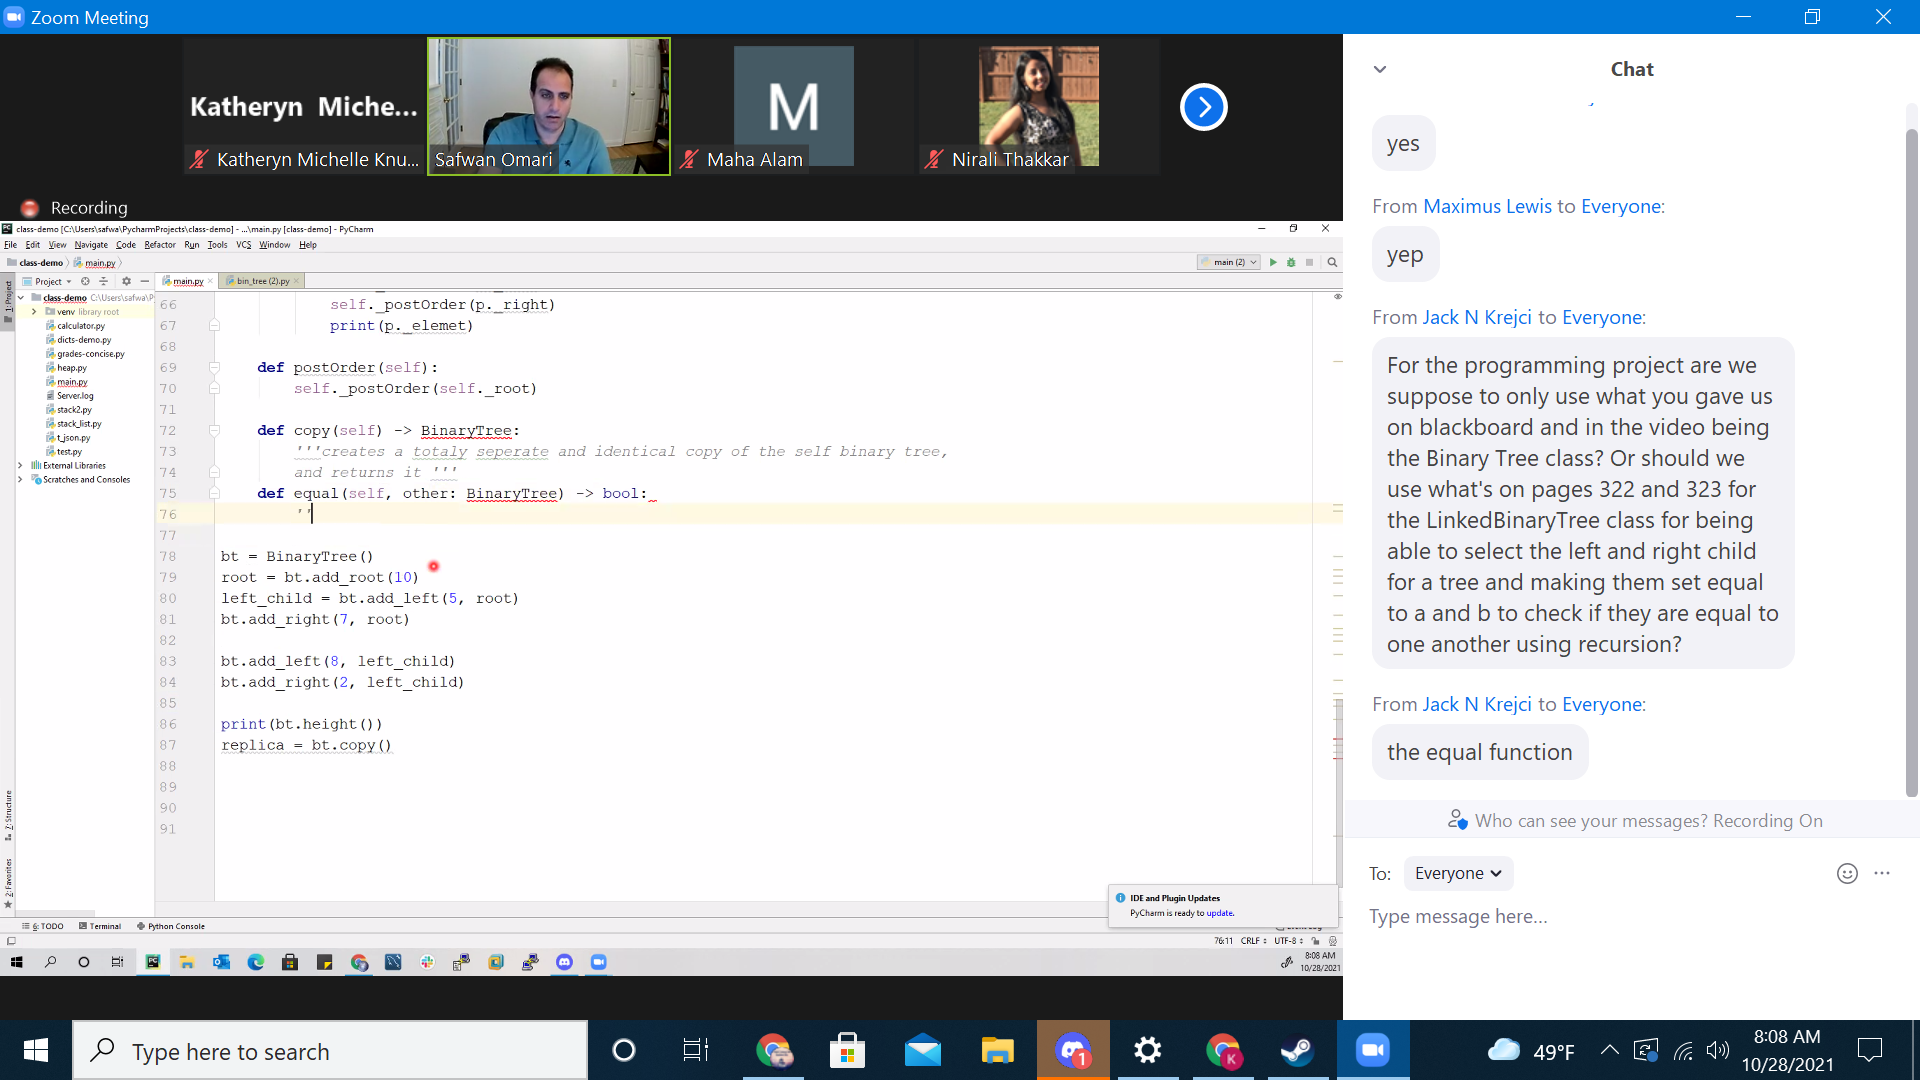 Zoom Meeting
Katheryn Miche...
Katheryn Michelle Knu...
Safwan Omari
M
Maha Alam
Nirali Thakkar
Recording
class-demo [C:\Users\safwa\PycharmProjects\class-demo] - ...\main.py [class-demo] - PyCharm
File Edit View Navigate Code Refactor Run Tools VCS Window Help
class-demo main.py
main (2)
Project
main.py
bin_tree (2).py
1: Project
class-demo C:\Users\safwa\P
venv library root
calculator.py
dicts-demo.py
grades-concise.py
heap.py
main.py
Server.log
stack2.py
stack_list.py
t_json.py
test.py
External Libraries
Scratches and Consoles
66 self._postOrder(p._right)
67 print(p._elemet)
68
69 def postOrder(self):
70 self._postOrder(self._root)
71
72 def copy(self) -> BinaryTree:
73 '''creates a totaly seperate and identical copy of the self binary tree,
74 and returns it '''
75 def equal(self, other: BinaryTree) -> bool:
76 ''
77
78 bt = BinaryTree()
79 root = bt.add_root(10)
80 left_child = bt.add_left(5, root)
81 bt.add_right(7, root)
82
83 bt.add_left(8, left_child)
84 bt.add_right(2, left_child)
85
86 print(bt.height())
87 replica = bt.copy()
88
89
90
91
7: Structure
2: Favorites
IDE and Plugin Updates
PyCharm is ready to update.
6: TODO Terminal Python Console
76:11 CRLF UTF-8
8:08 AM
10/28/2021
Chat
yes
From Maximus Lewis to Everyone:
yep
From Jack N Krejci to Everyone:
For the programming project are we
suppose to only use what you gave us
on blackboard and in the video being
the Binary Tree class? Or should we
use what's on pages 322 and 323 for
the LinkedBinaryTree class for being
able to select the left and right child
for a tree and making them set equal
to a and b to check if they are equal to
one another using recursion?
From Jack N Krejci to Everyone:
the equal function
Who can see your messages? Recording On
To: Everyone
Type message here...
Type here to search
1
K
49°F
8:08 AM
10/28/2021